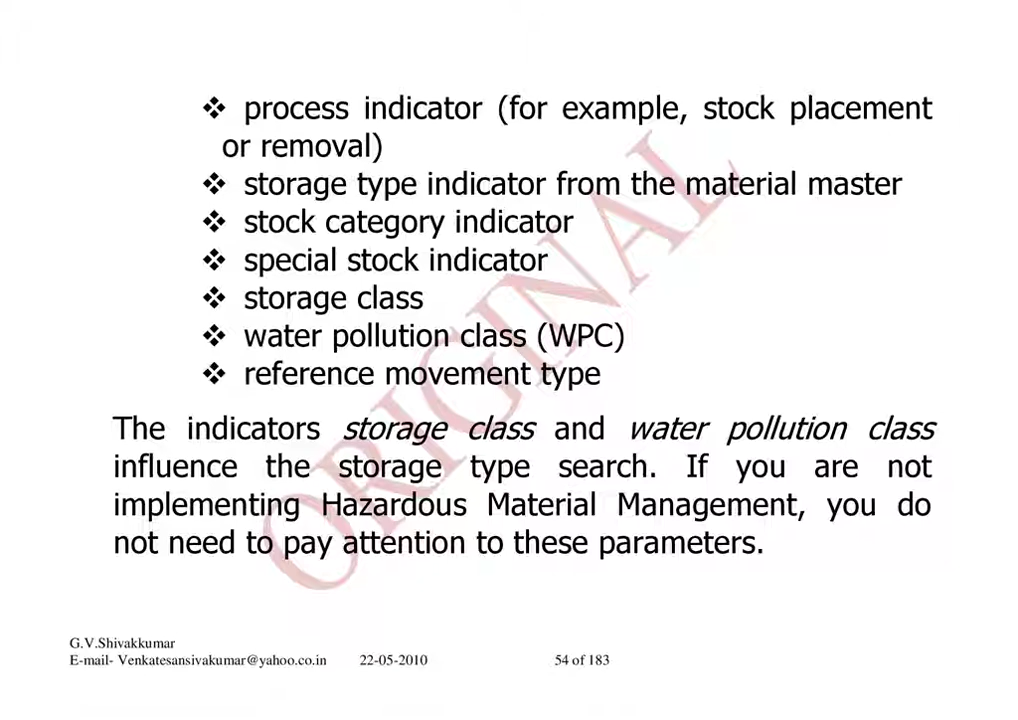 ❖ process indicator (for example, stock placement
or removal)
❖ storage type indicator from the material master
❖ stock category indicator
❖ special stock indicator
❖ storage class
❖ water pollution class (WPC)
❖ reference movement type
The indicators storage class and water pollution class
influence the storage type search. If you are not
implementing Hazardous Material Management, you do
not need to pay attention to these parameters.
ORIGINAL
G.V.Shivakkumar
E-mail- Venkatesansivakumar@yahoo.co.in 22-05-2010 54 of 183